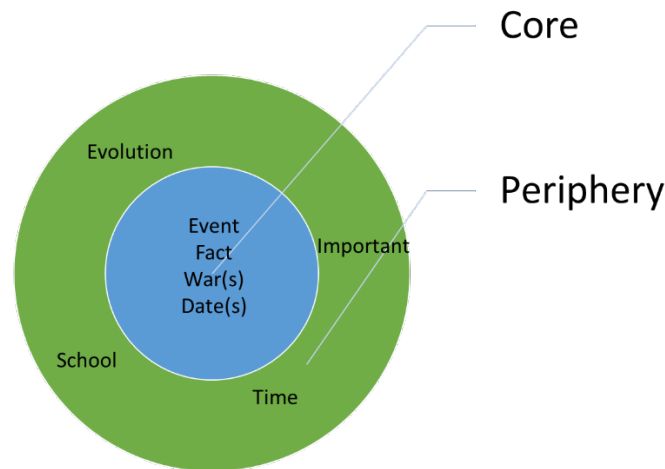 Core
Evolution
Periphery
Event
Fact
War(s)
Date(s)
Important
School
Time